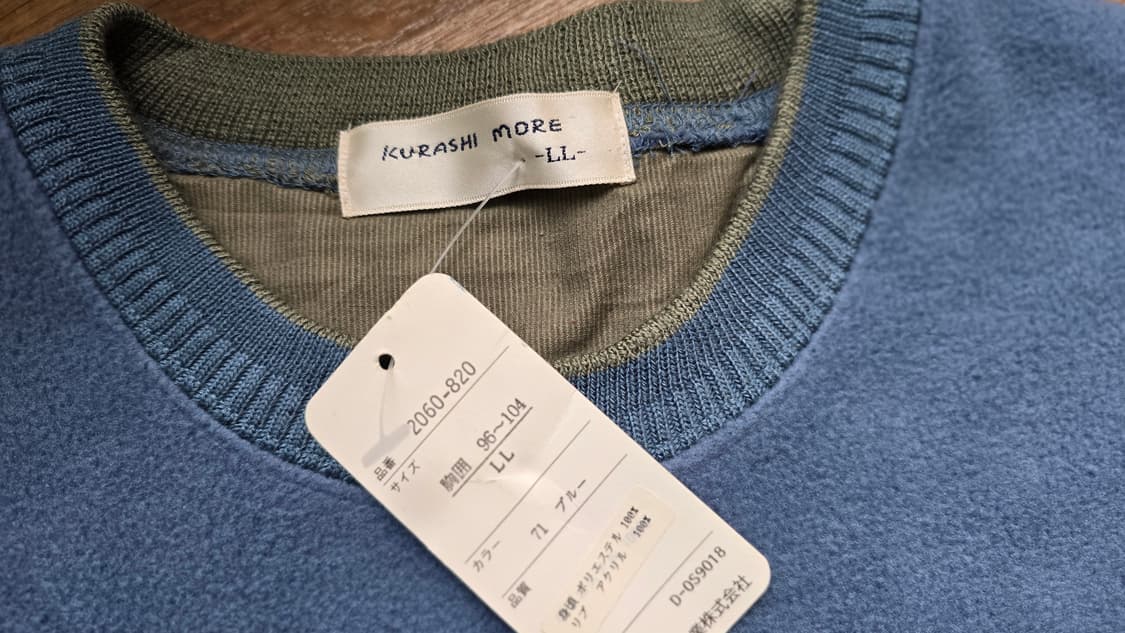 KURASHI MORE
-LL-
品番 2060-820
サイズ 胸囲 96～104
LL
カラー 71 ブルー
品質 身頃 ポリエステル 100%
リブ アクリル 100%
D-OS9018
業株式会社